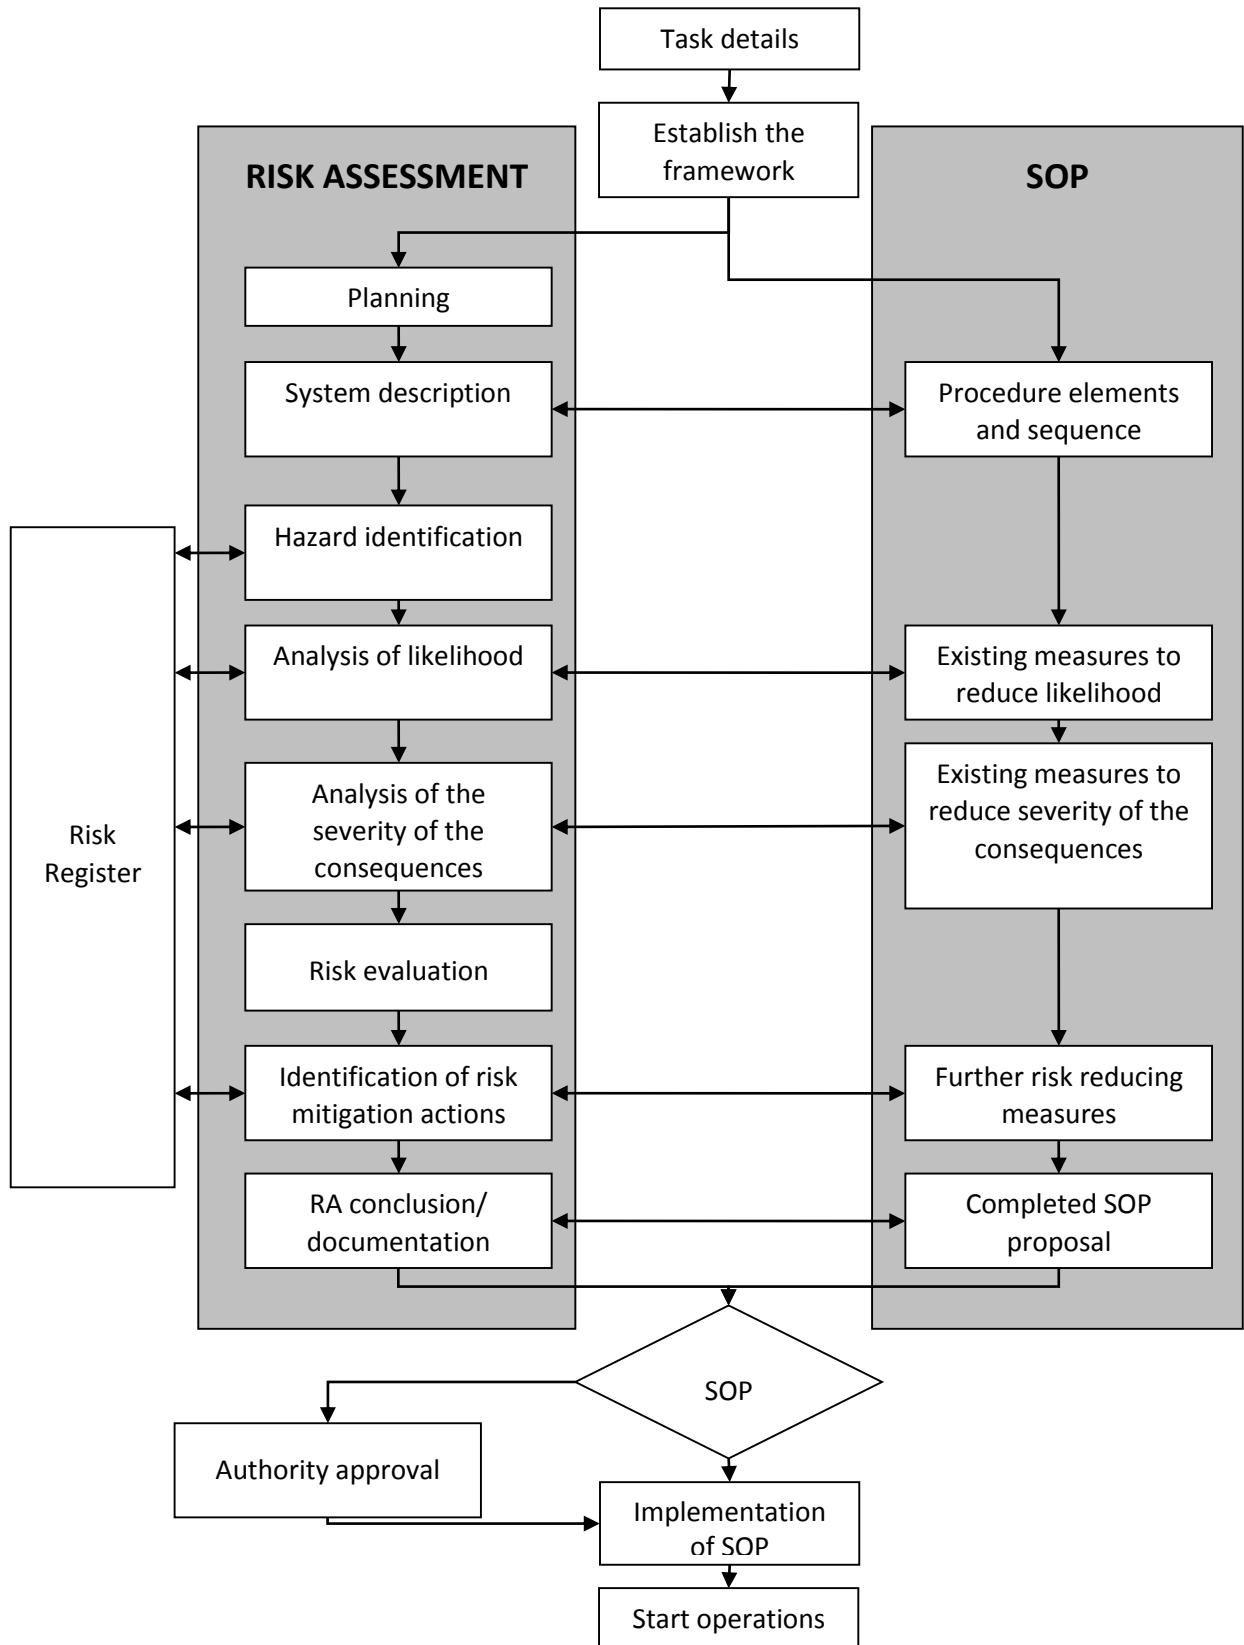 Task details
Establish the
framework
RISK ASSESSMENT
SOP
Planning
System description
Procedure elements
and sequence
Hazard identification
Analysis of likelihood
Existing measures to
reduce likelihood
Analysis of the
severity of the
consequences
Existing measures to
reduce severity of the
consequences
Risk
Register
Risk evaluation
Identification of risk
mitigation actions
Further risk reducing
measures
RA conclusion/
documentation
Completed SOP
proposal
SOP
Authority approval
Implementation
of SOP
Start operations